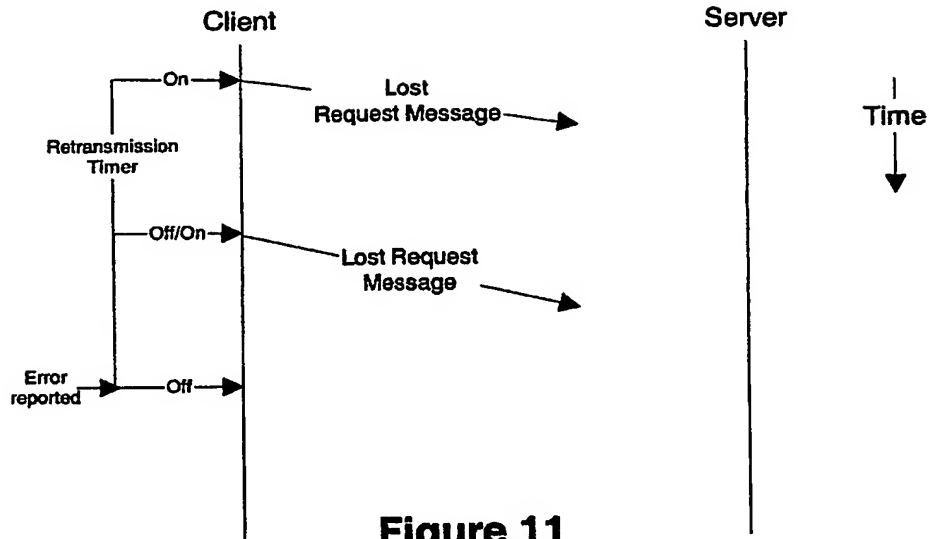 Client
Server
On
Lost
Request Message
Time
Retransmission
Timer
Off/On
Lost Request
Message
Error
reported
Off
Figure 11